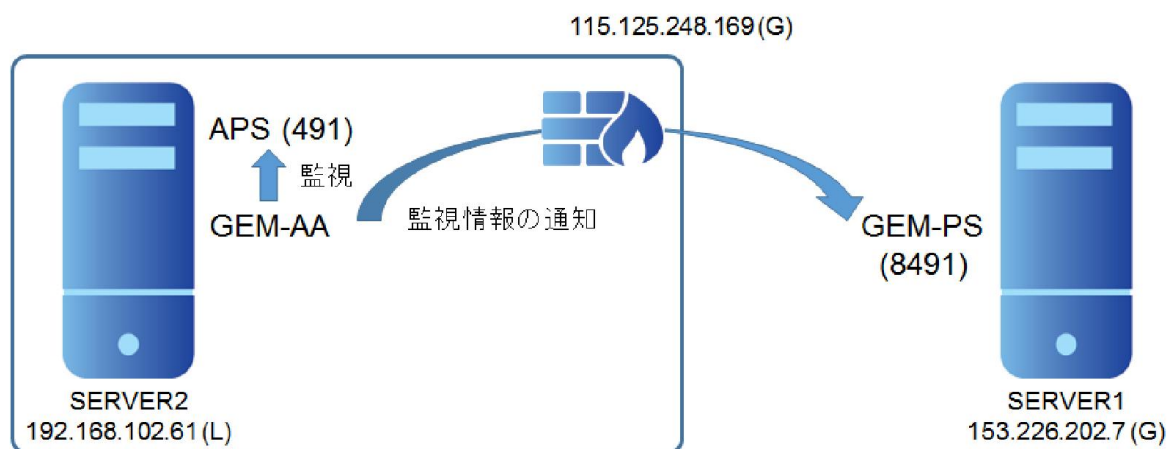 115.125.248.169(G)
APS (491)
監視
GEM-AA
監視情報の通知
GEM-PS
(8491)
SERVER2
192.168.102.61(L)
SERVER1
153.226.202.7(G)